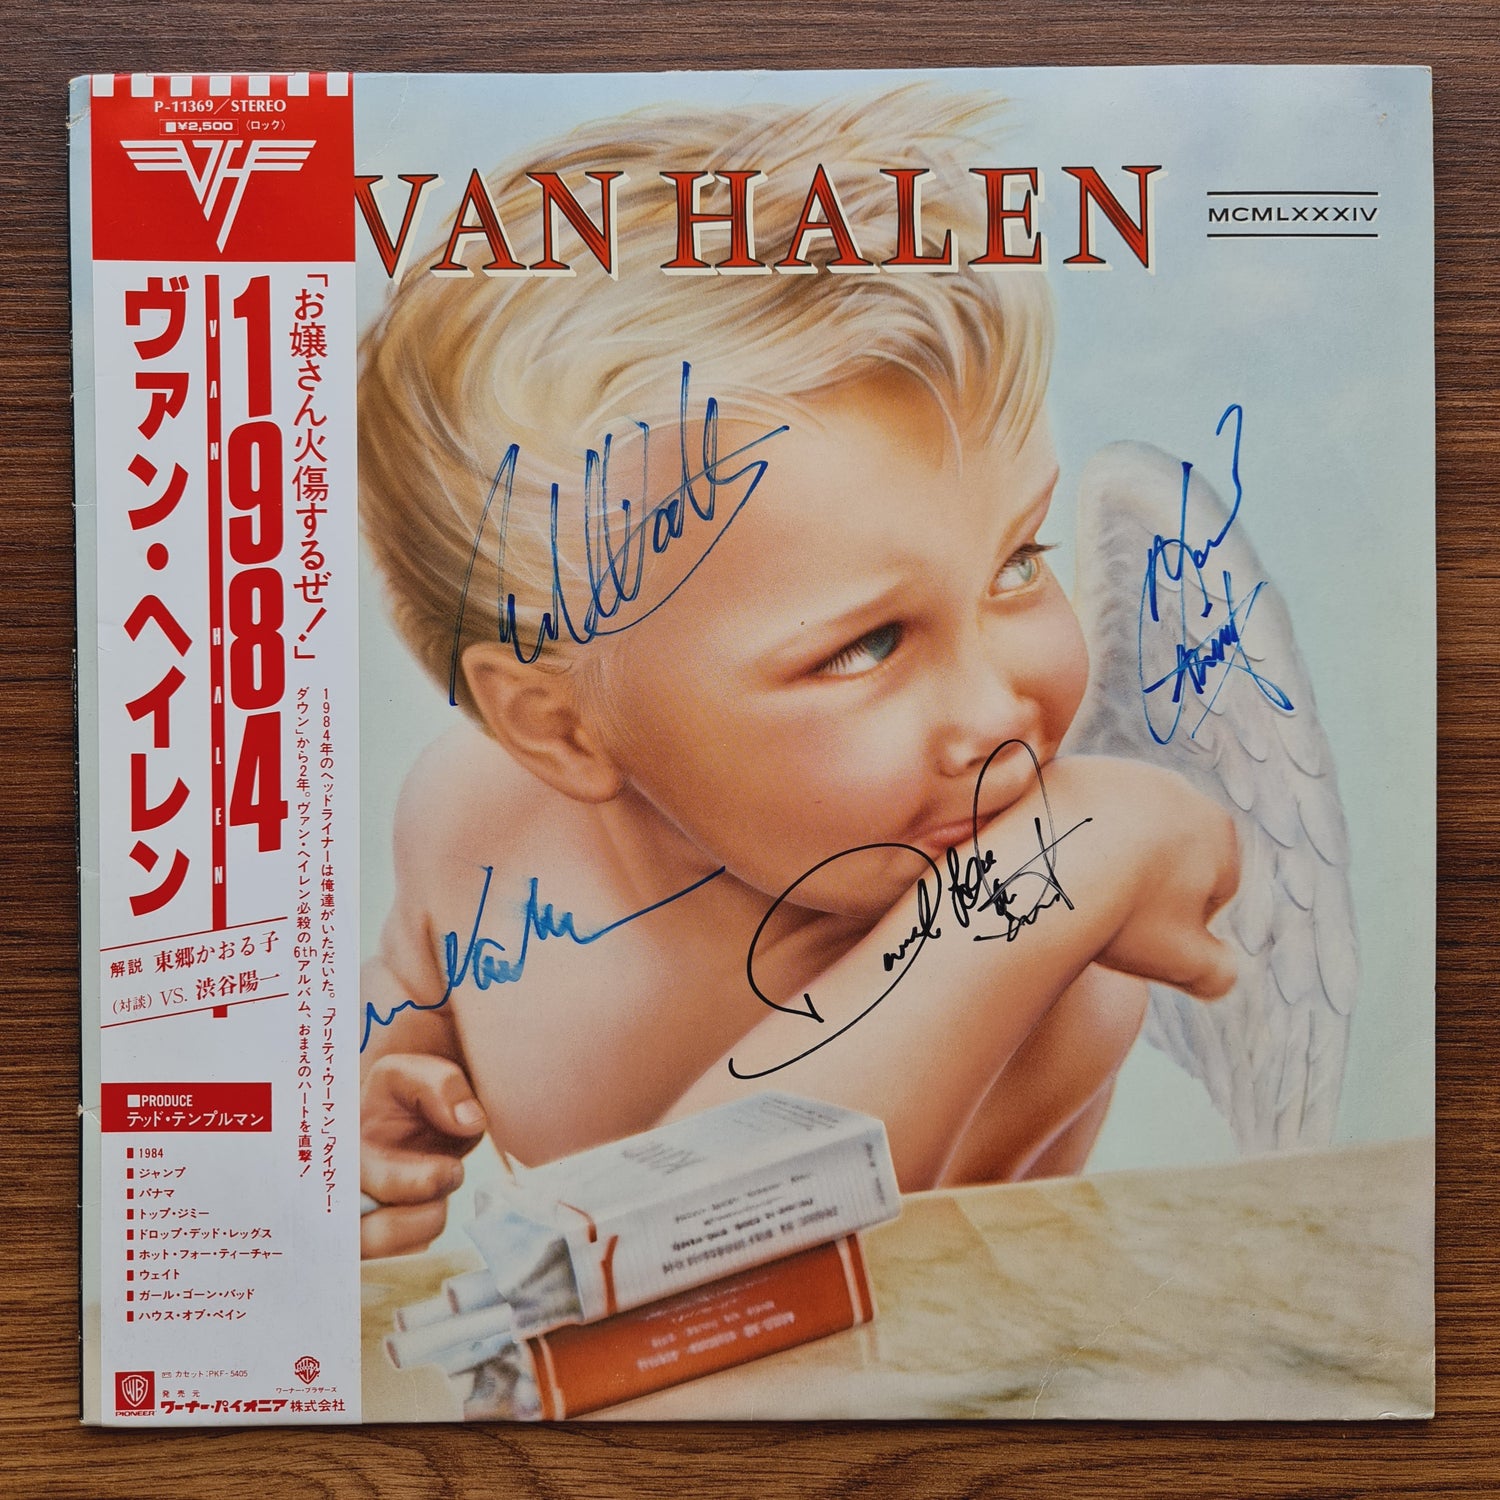 P-11369／STEREO
■¥2,500 〈ロック〉
VH
ヴァン・ヘイレン
VAN HALEN
1984
「お嬢さん火傷するぜ！」
1984年のヘッドライナーは俺達がいただいた。「プリティ・ウーマン」「ダイヴァー・
ダウン」から2年。ヴァン・ヘイレン必殺の6thアルバム、おまえのハートを直撃！
解説 東郷かおる子
(対談) VS. 渋谷陽一
■PRODUCE
テッド・テンプルマン
1984
ジャンプ
パナマ
トップ・ジミー
ドロップ・デッド・レッグス
ホット・フォー・ティーチャー
ウェイト
ガール・ゴーン・バッド
ハウス・オブ・ペイン
カセット:PKF-5405
WB
PIONEER
発売元
ワーナー・パイオニア株式会社
ワーナー・ブラザーズ
VAN HALEN
MCMLXXXIV
David Lee Roth